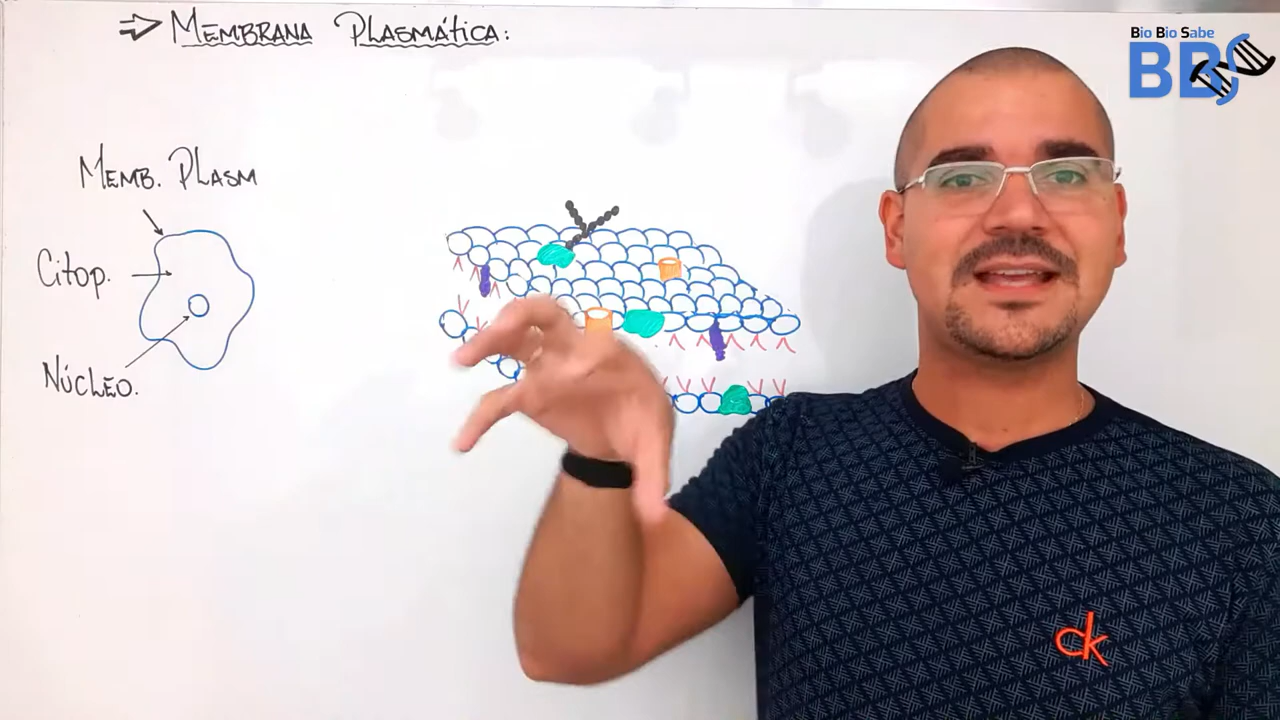 ⇒ MEMBRANA PLASMÁTICA:
Bio Bio Sabe
BBS
MEMB. PLASM
CITOP.
NÚCLEO.
ck